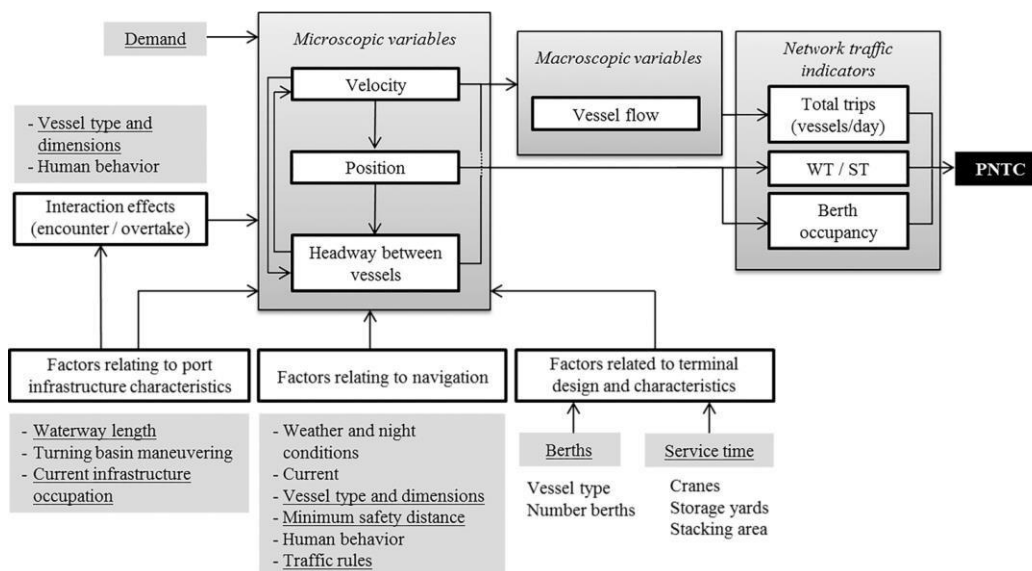 Demand
Microscopic variables
Velocity
Position
Headway between
vessels
Macroscopic variables
Vessel flow
Network traffic
indicators
Total trips
(vessels/day)
WT / ST
Berth
occupancy
PNTC
- Vessel type and
dimensions
- Human behavior
Interaction effects
(encounter / overtake)
Factors relating to port
infrastructure characteristics
- Waterway length
- Turning basin maneuvering
- Current infrastructure
occupation
Factors relating to navigation
- Weather and night
conditions
- Current
- Vessel type and dimensions
- Minimum safety distance
- Human behavior
- Traffic rules
Factors related to terminal
design and characteristics
Berths
Vessel type
Number berths
Service time
Cranes
Storage yards
Stacking area